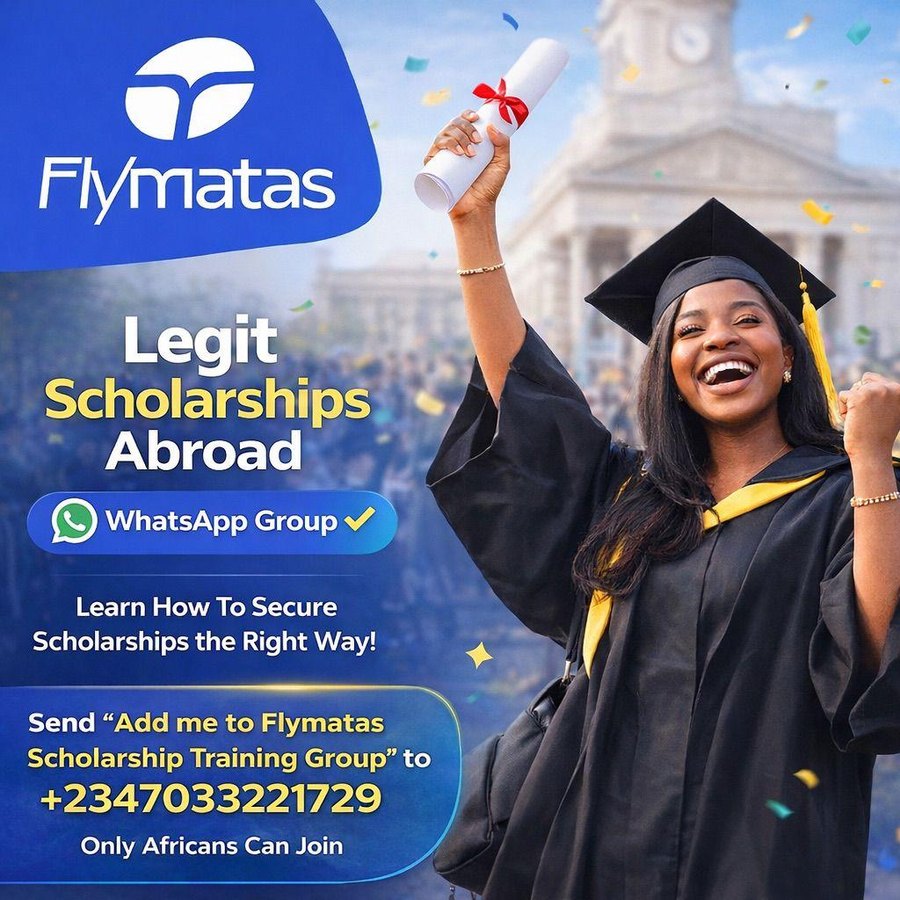 Flymatas
Legit
Scholarships
Abroad
WhatsApp Group
Learn How To Secure
Scholarships the Right Way!
Send “Add me to Flymatas
Scholarship Training Group” to
+2347033221729
Only Africans Can Join